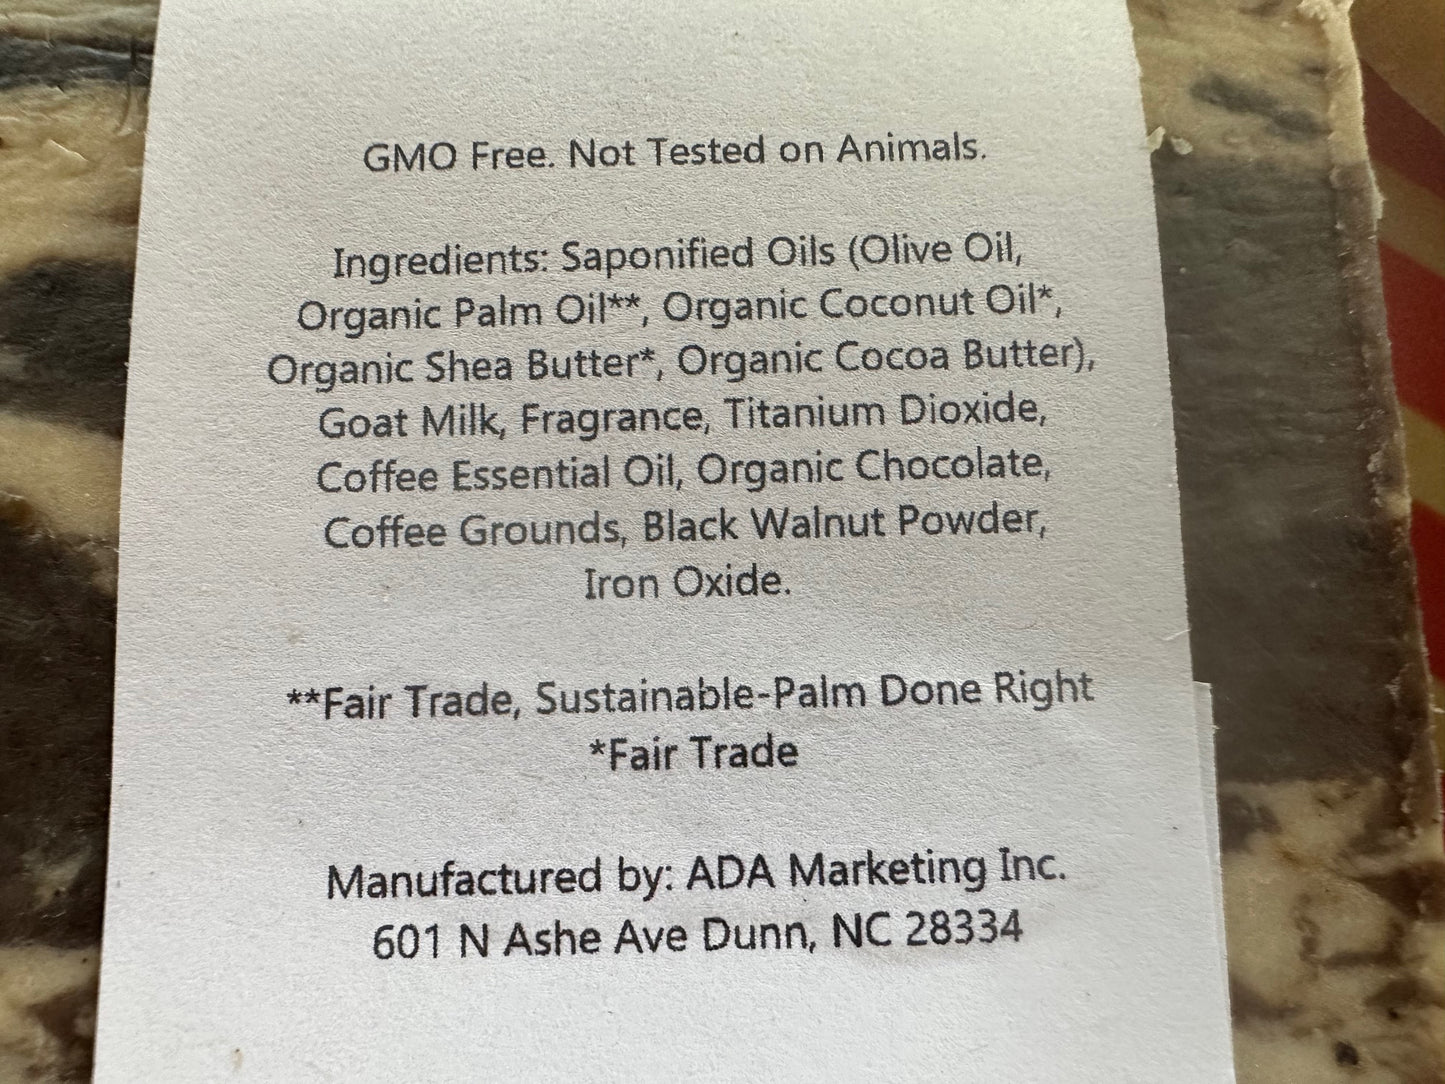 GMO Free. Not Tested on Animals.
Ingredients: Saponified Oils (Olive Oil,
Organic Palm Oil**, Organic Coconut Oil*,
Organic Shea Butter*, Organic Cocoa Butter),
Goat Milk, Fragrance, Titanium Dioxide,
Coffee Essential Oil, Organic Chocolate,
Coffee Grounds, Black Walnut Powder,
Iron Oxide.
**Fair Trade, Sustainable-Palm Done Right
*Fair Trade
Manufactured by: ADA Marketing Inc.
601 N Ashe Ave Dunn, NC 28334